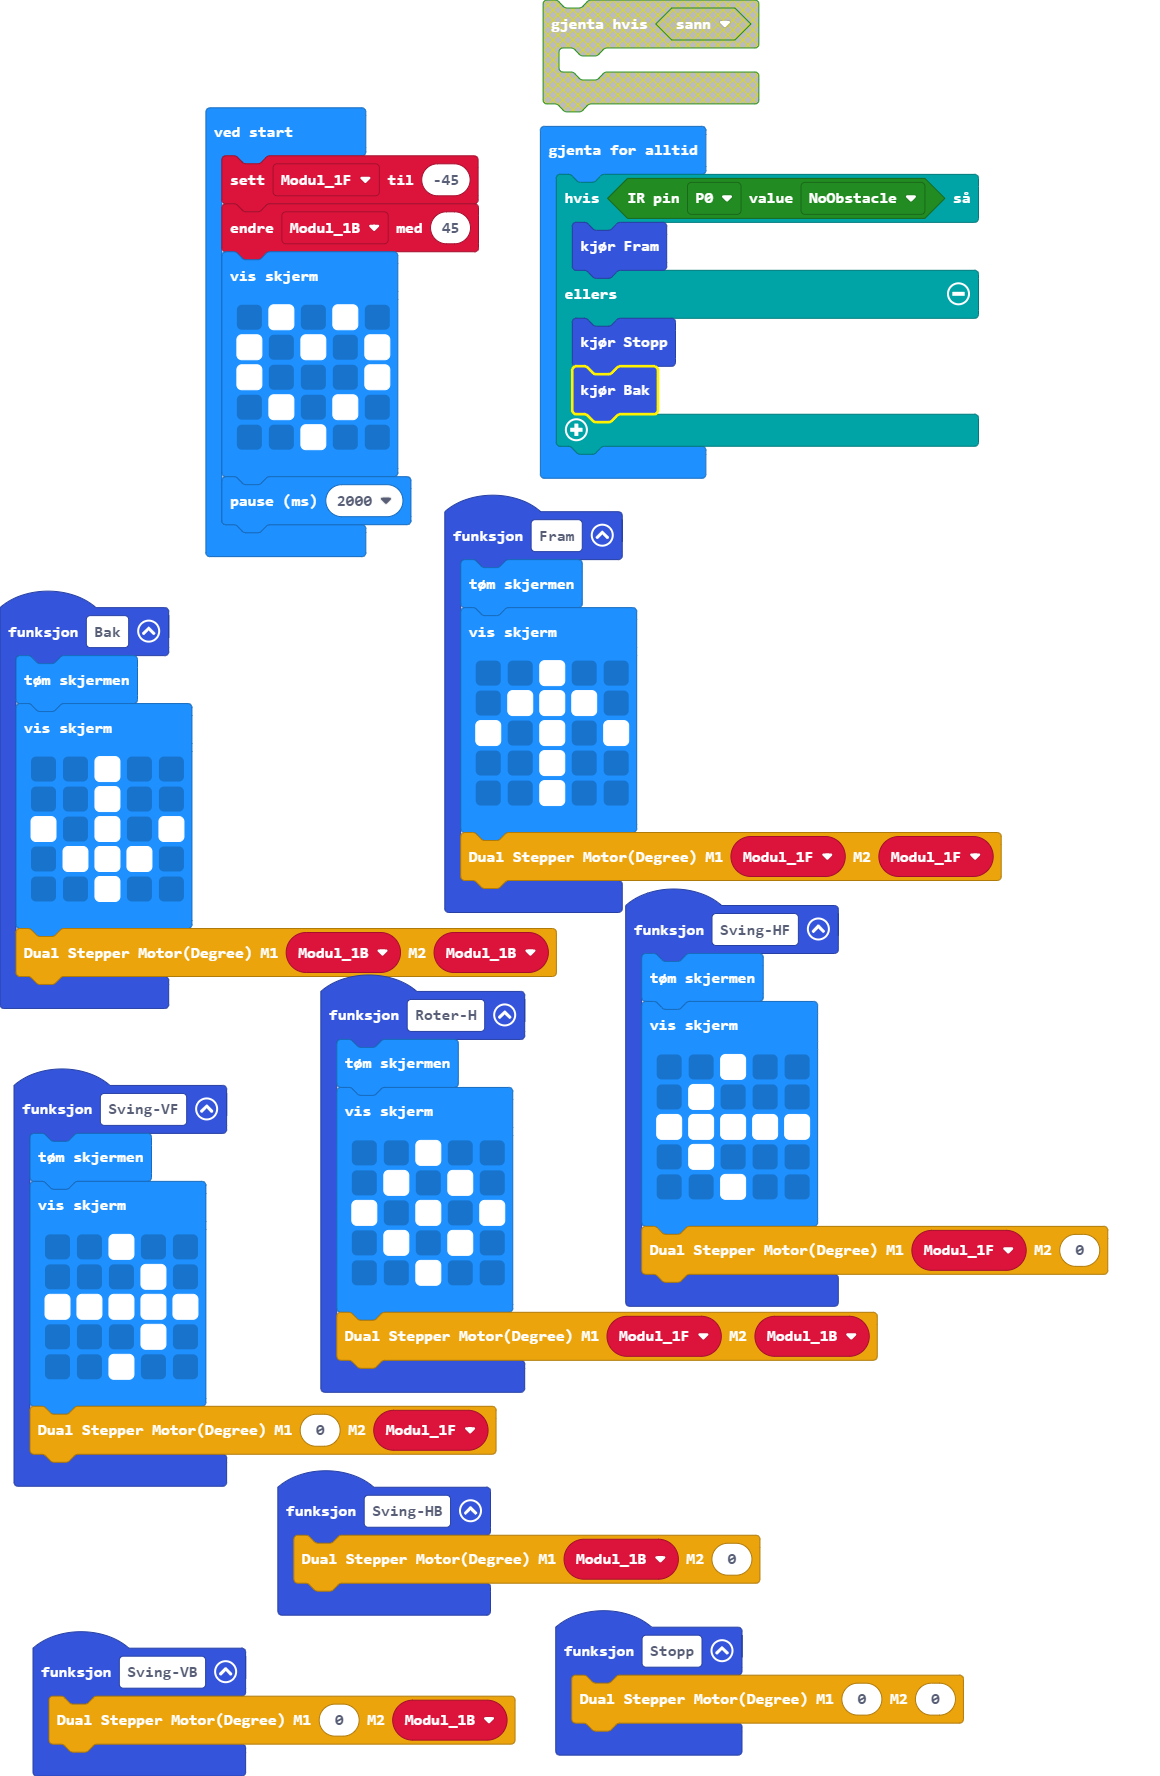 gjenta hvis sann
ved start
sett Modul_1F til -45
endre Modul_1B med 45
vis skjerm
pause (ms) 2000
gjenta for alltid
hvis IR pin P0 value NoObstacle så
kjør Fram
ellers
kjør Stopp
kjør Bak
funksjon Fram
tøm skjermen
vis skjerm
Dual Stepper Motor(Degree) M1 Modul_1F M2 Modul_1F
funksjon Bak
tøm skjermen
vis skjerm
Dual Stepper Motor(Degree) M1 Modul_1B M2 Modul_1B
funksjon Sving-HF
tøm skjermen
vis skjerm
Dual Stepper Motor(Degree) M1 Modul_1F M2 0
funksjon Roter-H
tøm skjermen
vis skjerm
Dual Stepper Motor(Degree) M1 Modul_1F M2 Modul_1B
funksjon Sving-VF
tøm skjermen
vis skjerm
Dual Stepper Motor(Degree) M1 0 M2 Modul_1F
funksjon Sving-HB
Dual Stepper Motor(Degree) M1 Modul_1B M2 0
funksjon Sving-VB
Dual Stepper Motor(Degree) M1 0 M2 Modul_1B
funksjon Stopp
Dual Stepper Motor(Degree) M1 0 M2 0